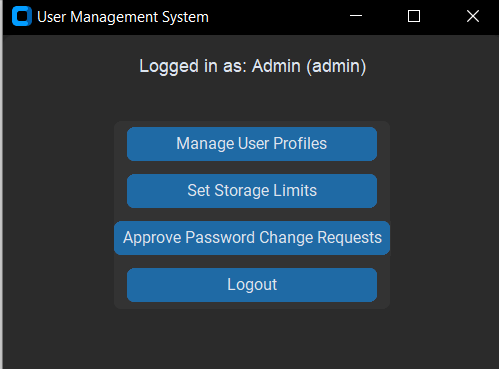 User Management System
Logged in as: Admin (admin)
Manage User Profiles
Set Storage Limits
Approve Password Change Requests
Logout